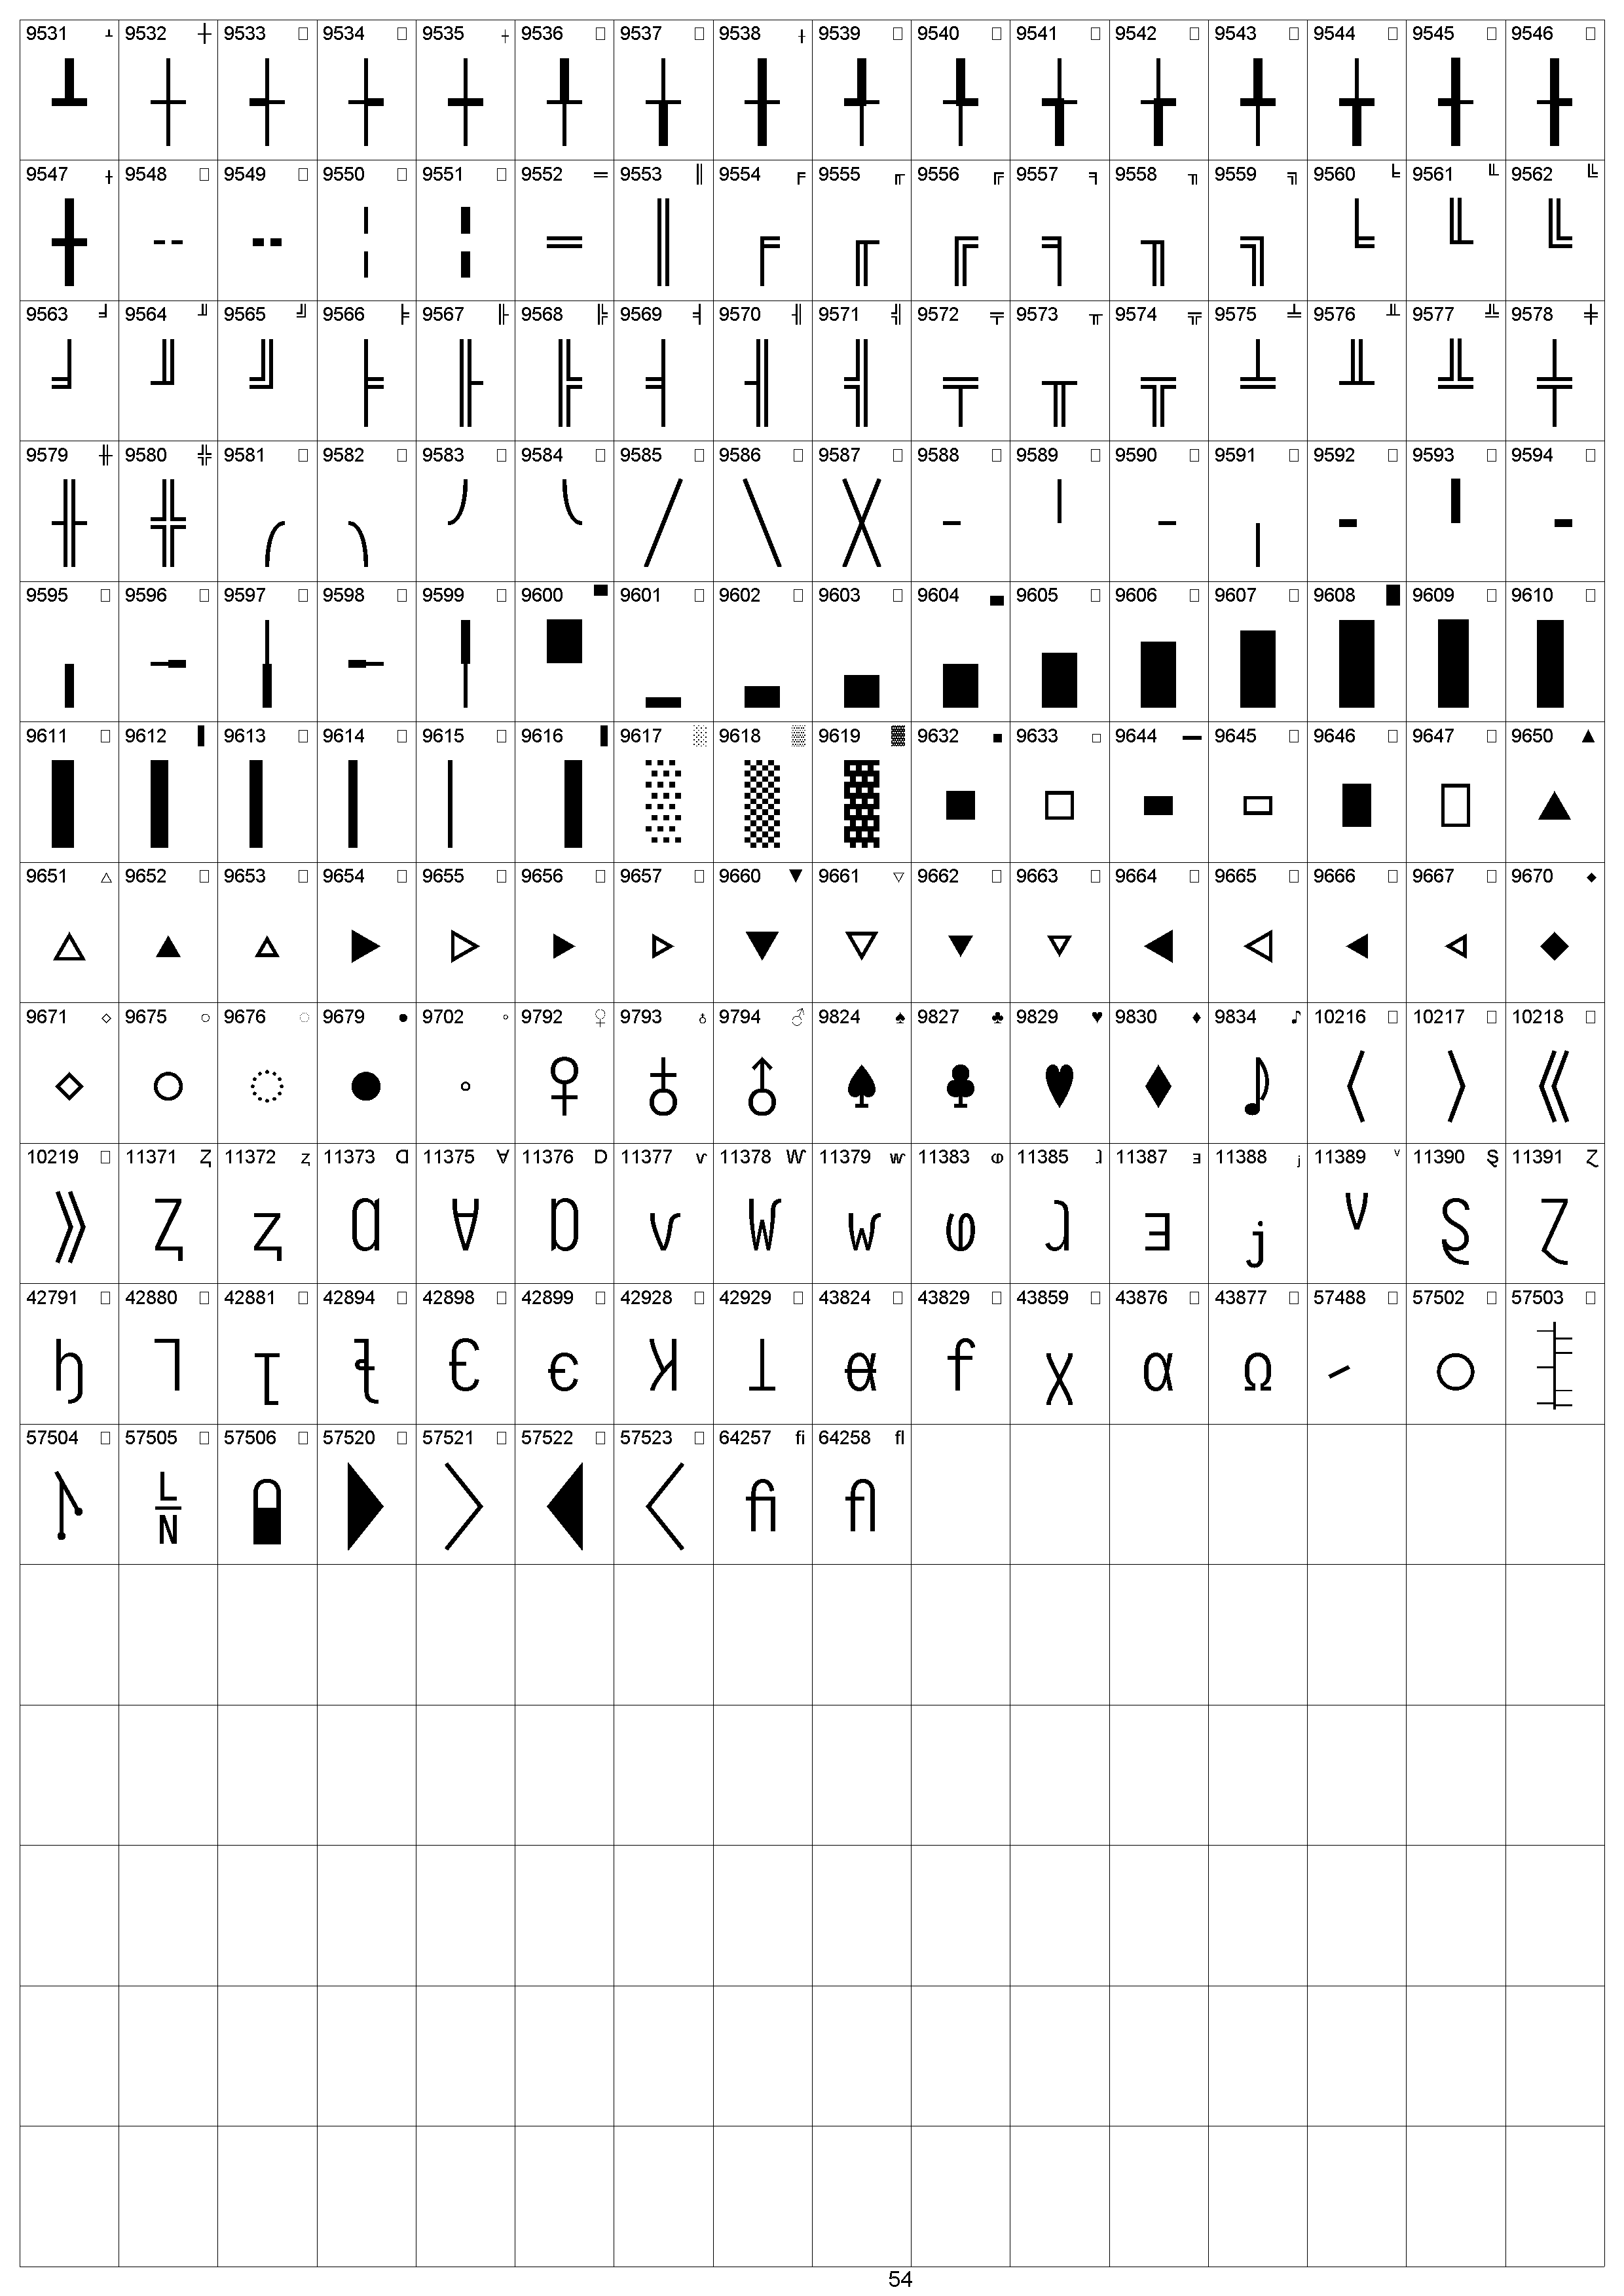 9531 ┻ 9532 ┼ 9533 □ 9534 □ 9535 ┿ 9536 □ 9537 □ 9538 ╂ 9539 □ 9540 □ 9541 □ 9542 □ 9543 □ 9544 □ 9545 □ 9546 □
┻ ┼ ┽ ┾ ┿ ╀ ╁ ╂ ╃ ╄ ╅ ╆ ╇ ╈ ╉ ╊
9547 ╋ 9548 □ 9549 □ 9550 □ 9551 □ 9552 ═ 9553 ║ 9554 ╒ 9555 ╓ 9556 ╔ 9557 ╕ 9558 ╖ 9559 ╗ 9560 ╘ 9561 ╙ 9562 ╚
╋ ╌ ╍ ╎ ╏ ═ ║ ╒ ╓ ╔ ╕ ╖ ╗ ╘ ╙ ╚
9563 ╛ 9564 ╜ 9565 ╝ 9566 ╞ 9567 ╟ 9568 ╠ 9569 ╡ 9570 ╢ 9571 ╣ 9572 ╤ 9573 ╥ 9574 ╦ 9575 ╧ 9576 ╨ 9577 ╩ 9578 ╪
╛ ╜ ╝ ╞ ╟ ╠ ╡ ╢ ╣ ╤ ╥ ╦ ╧ ╨ ╩ ╪
9579 ╫ 9580 ╬ 9581 □ 9582 □ 9583 □ 9584 □ 9585 □ 9586 □ 9587 □ 9588 □ 9589 □ 9590 □ 9591 □ 9592 □ 9593 □ 9594 □
╫ ╬ ╭ ╮ ╯ ╰ ╱ ╲ ╳ ╴ ╵ ╶ ╷ ╸ ╹ ╺
9595 □ 9596 □ 9597 □ 9598 □ 9599 □ 9600 ▀ 9601 □ 9602 □ 9603 □ 9604 ▄ 9605 □ 9606 □ 9607 □ 9608 █ 9609 □ 9610 □
╻ ╼ ╽ ╾ ╿ ▀ ▁ ▂ ▃ ▄ ▅ ▆ ▇ █ ▉ ▊
9611 □ 9612 ▌ 9613 □ 9614 □ 9615 □ 9616 ▐ 9617 ░ 9618 ▒ 9619 ▓ 9632 ■ 9633 □ 9644 ▬ 9645 □ 9646 □ 9647 □ 9650 ▲
▋ ▌ ▍ ▎ ▏ ▐ ░ ▒ ▓ ■ □ ▬ ▭ ▮ ▯ ▲
9651 △ 9652 □ 9653 □ 9654 □ 9655 □ 9656 □ 9657 □ 9660 ▼ 9661 ▽ 9662 □ 9663 □ 9664 □ 9665 □ 9666 □ 9667 □ 9670 ◆
△ ▴ ▵ ▶ ▷ ▸ ▹ ▼ ▽ ▾ ▿ ◀ ◁ ◂ ◃ ◆
9671 ◇ 9675 ○ 9676 ◌ 9679 ● 9702 ◦ 9792 ♀ 9793 ♁ 9794 ♂ 9824 ♠ 9827 ♣ 9829 ♥ 9830 ♦ 9834 ♪ 10216 □ 10217 □ 10218 □
◇ ○ ◌ ● ◦ ♀ ♁ ♂ ♠ ♣ ♥ ♦ ♪ ⟨ ⟩ ⟪
10219 □ 11371 Ⱬ 11372 ⱬ 11373 Ɑ 11375 Ɐ 11376 Ɒ 11377 ⱱ 11378 Ⱳ 11379 ⱳ 11383 ⱷ 11385 ⱹ 11387 ⱻ 11388 ⱼ 11389 ⱽ 11390 Ȿ 11391 Ɀ
⟫ Ⱬ ⱬ Ɑ Ɐ Ɒ ⱱ Ⱳ ⱳ ⱷ ⱹ ⱻ ⱼ ⱽ Ȿ Ɀ
42791 □ 42880 □ 42881 □ 42894 □ 42898 □ 42899 □ 42928 □ 42929 □ 43824 □ 43829 □ 43859 □ 43876 □ 43877 □ 57488 □ 57502 □ 57503 □
ꜧ Ꞁ ꞁ ꞎ Ꞓ ꞓ Ʞ Ʇ ꬰ ꬵ ꭓ ꭤ ꭥ
57504 □ 57505 □ 57506 □ 57520 □ 57521 □ 57522 □ 57523 □ 64257 ﬁ 64258 ﬂ
L
N
ﬁ ﬂ
54